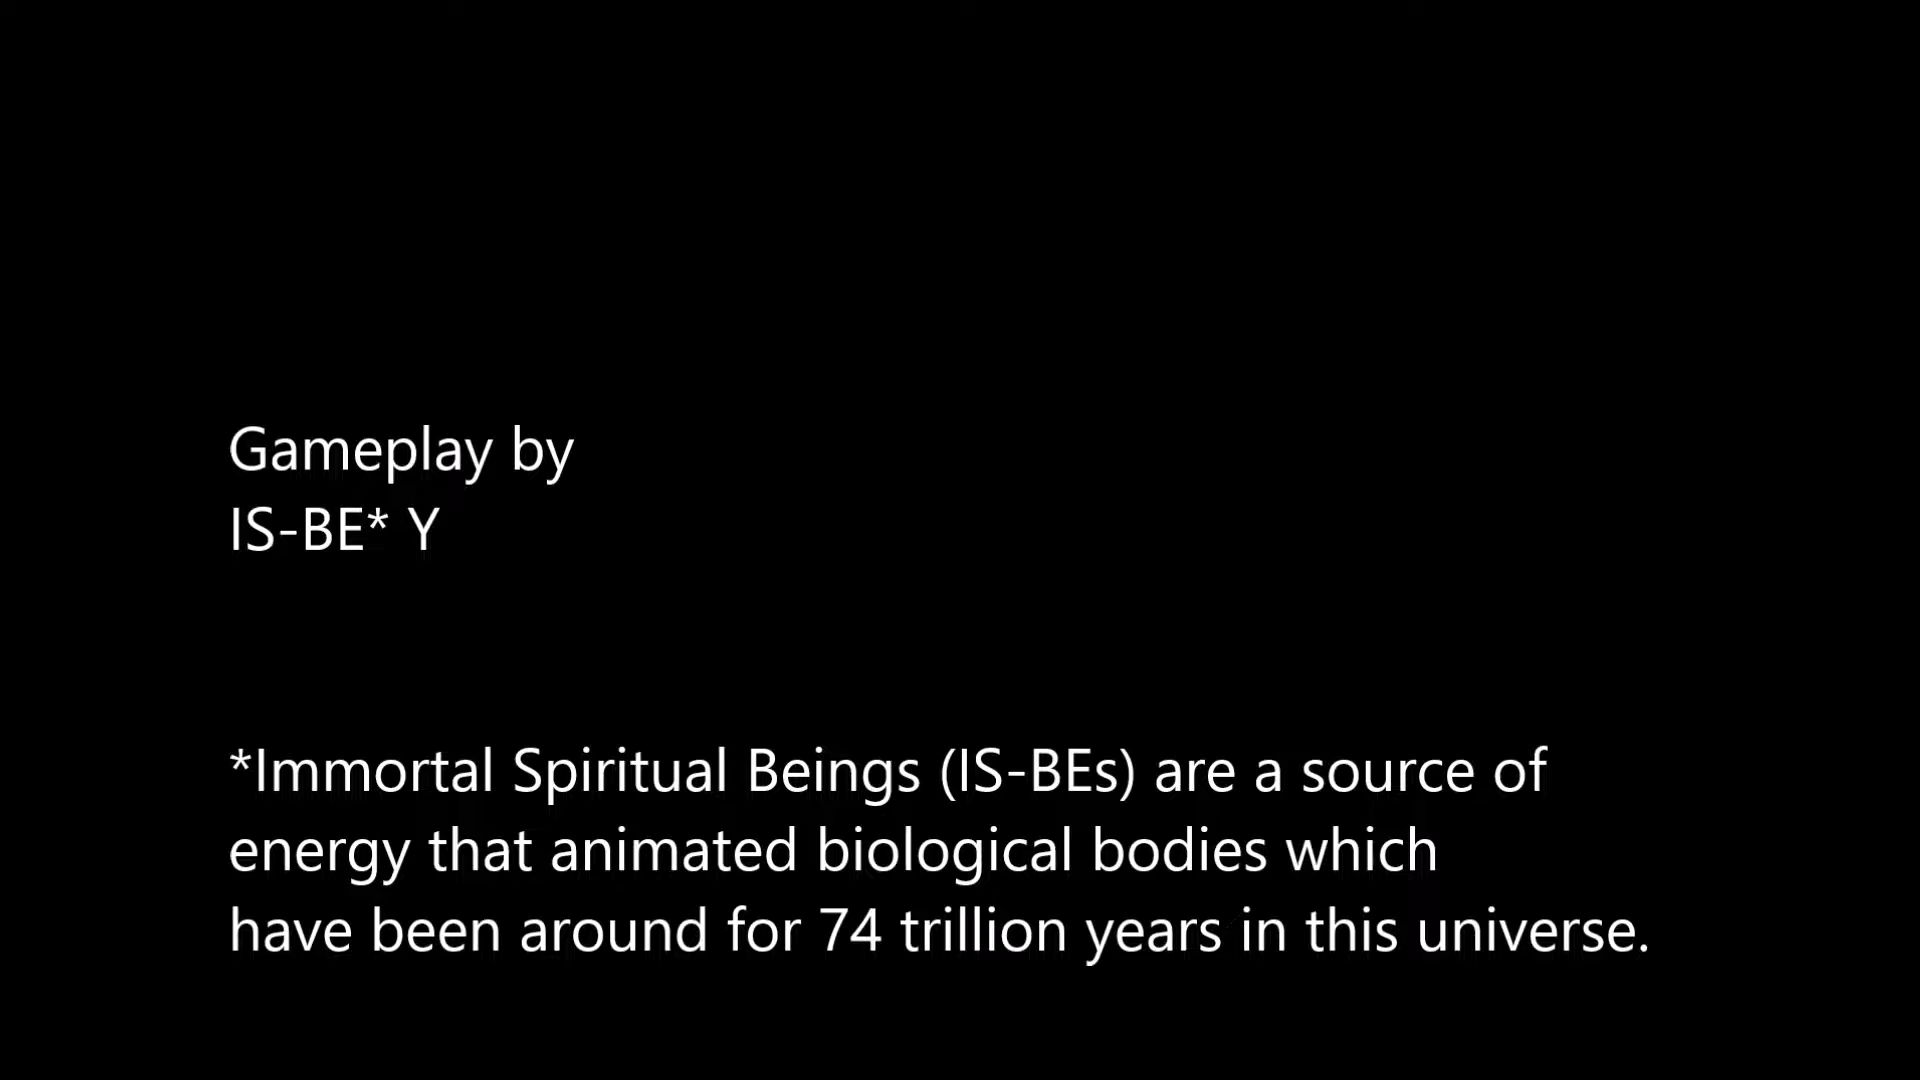 Gameplay by
IS-BE* Y
*Immortal Spiritual Beings (IS-BEs) are a source of
energy that animated biological bodies which
have been around for 74 trillion years in this universe.